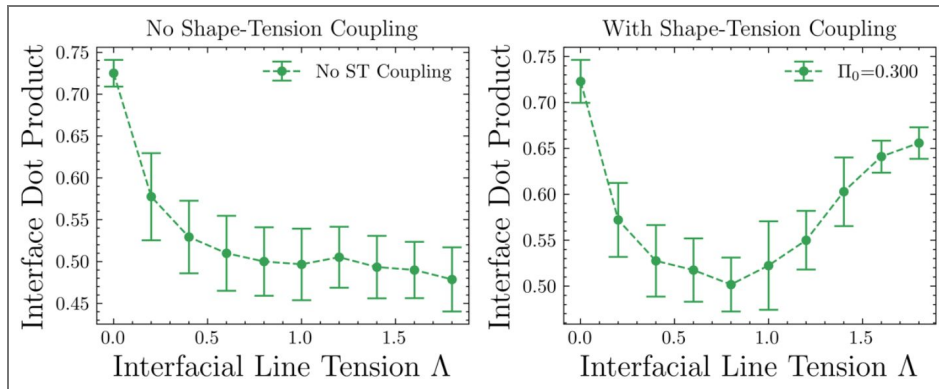 No Shape-Tension Coupling
Interface Dot Product
0.75
0.70
0.65
0.60
0.55
0.50
0.45
No ST Coupling
0.0
0.5
1.0
1.5
Interfacial Line Tension Λ
With Shape-Tension Coupling
Interface Dot Product
0.75
0.70
0.65
0.60
0.55
0.50
Π₀=0.300
0.0
0.5
1.0
1.5
Interfacial Line Tension Λ